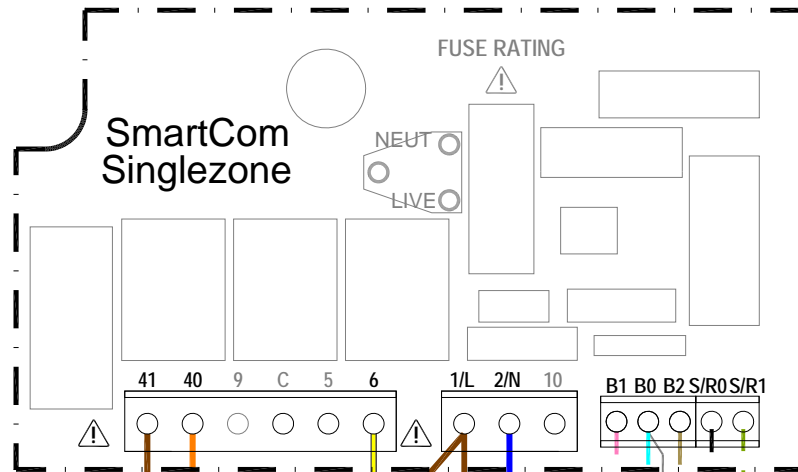 FUSE RATING
SmartCom
Singlezone
NEUT
LIVE
41 40 9 C 5 6 1/L 2/N 10 B1 B0 B2 S/R0 S/R1